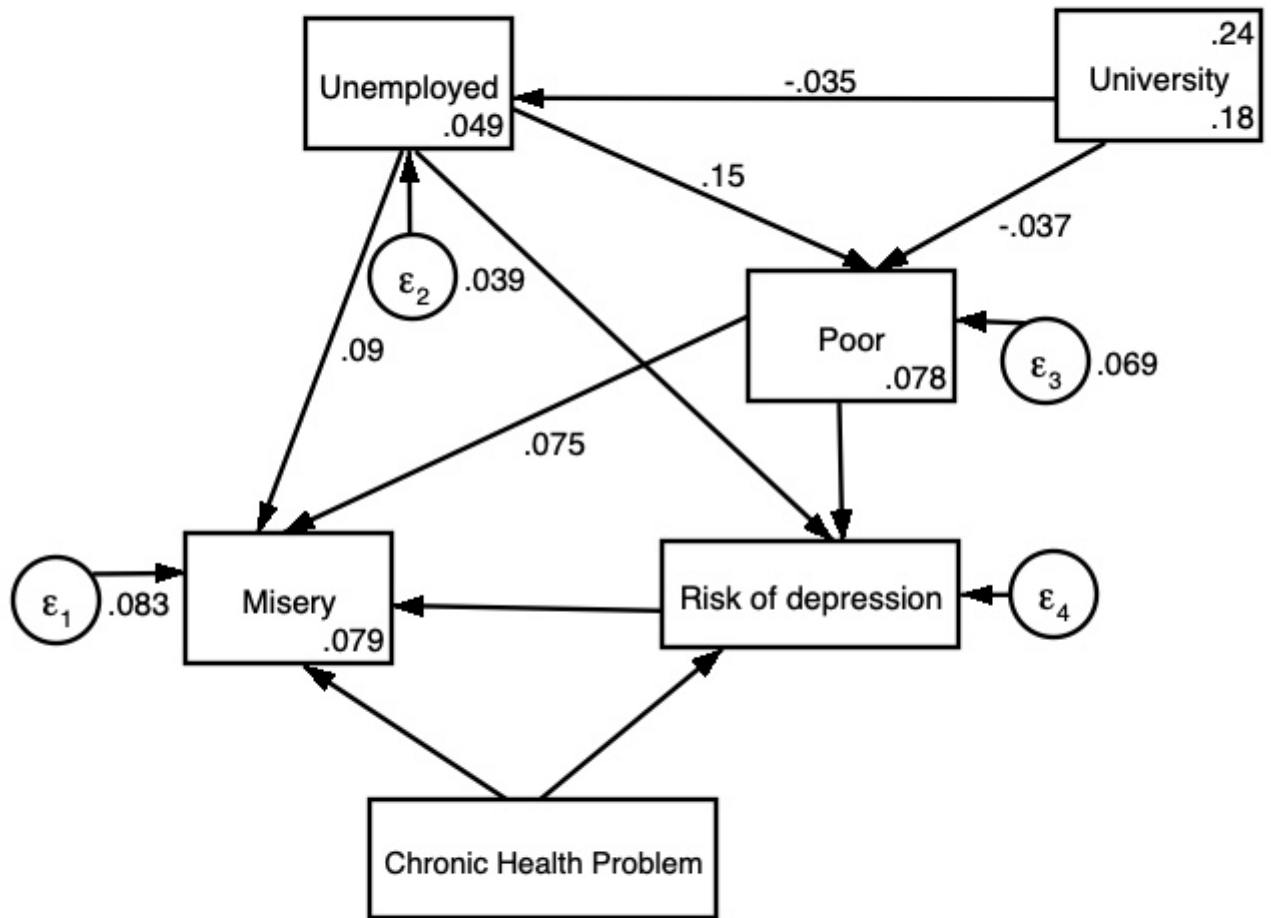 .24
University
.18
Unemployed
.049
-.035
.15
-.037
ε2
.039
.09
Poor
.078
ε3
.069
.075
ε1
.083
Misery
.079
Risk of depression
ε4
Chronic Health Problem